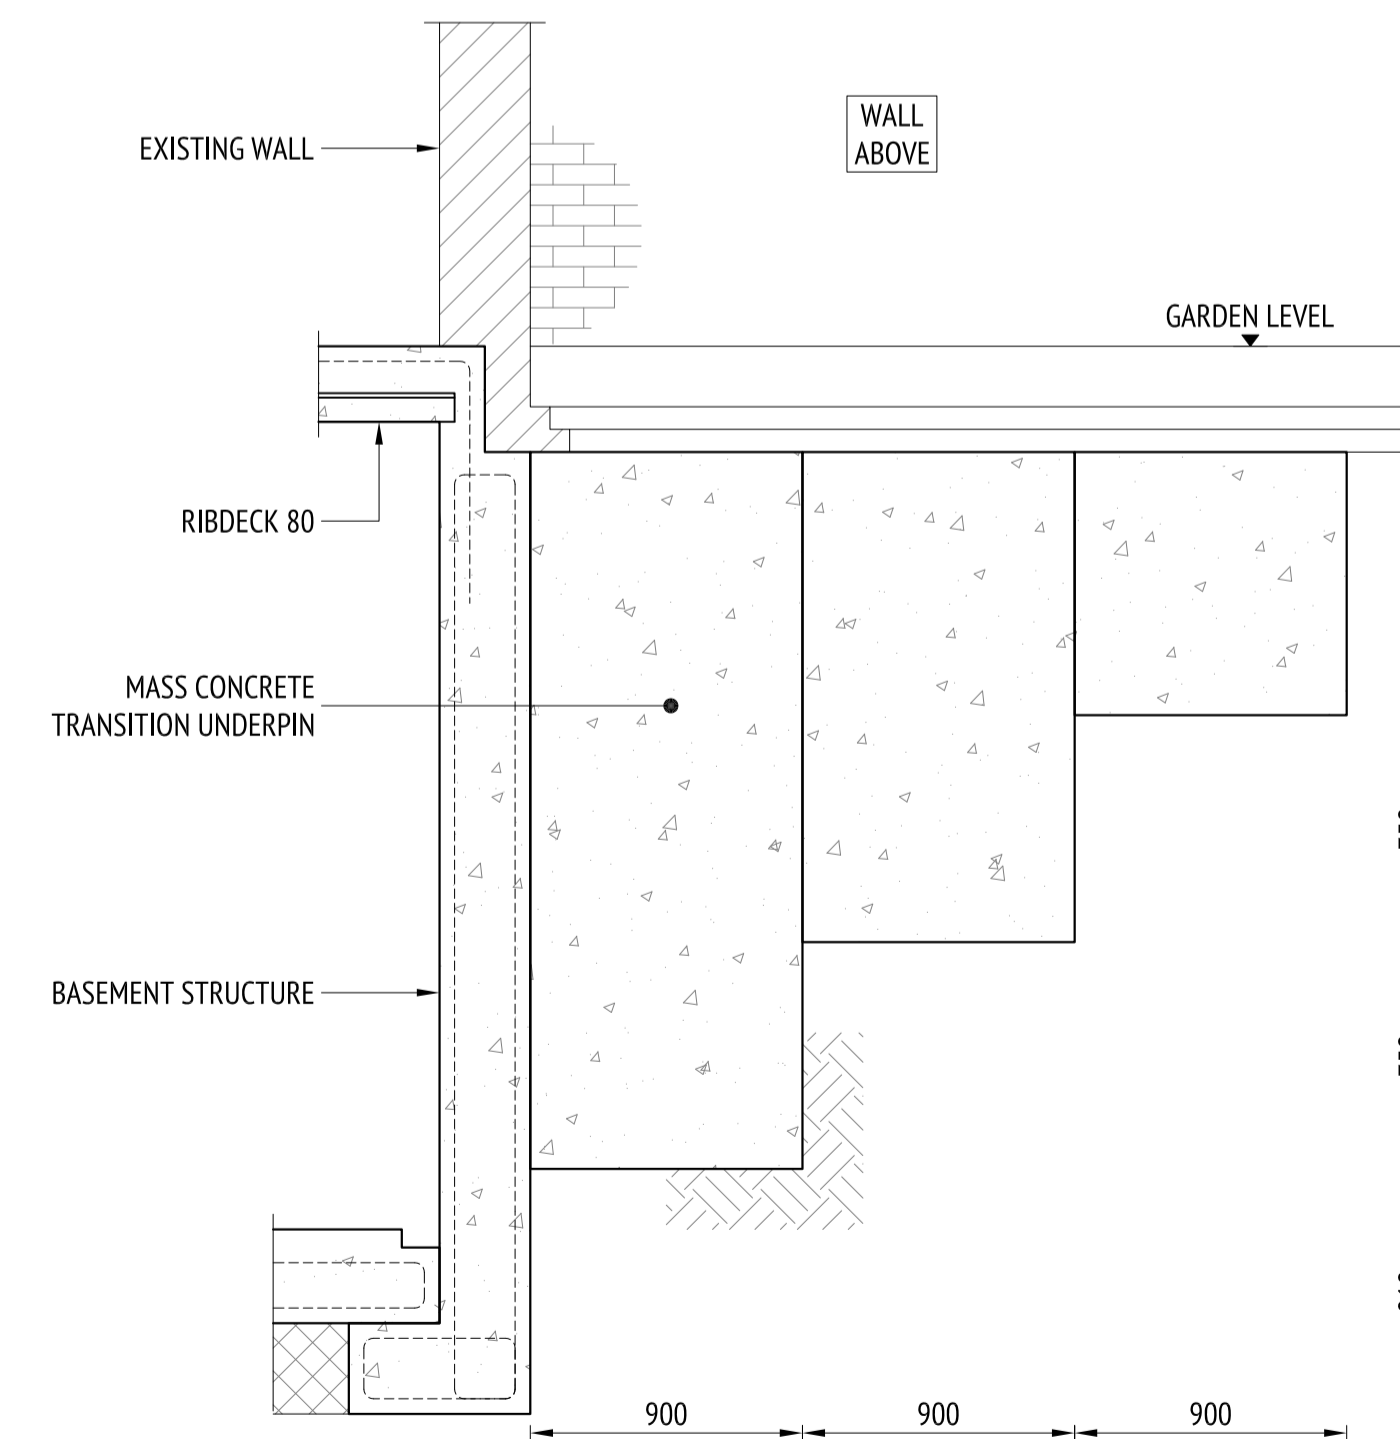 WALL
ABOVE
EXISTING WALL
GARDEN LEVEL
RIBDECK 80
MASS CONCRETE
TRANSITION UNDERPIN
BASEMENT STRUCTURE
900
900
900